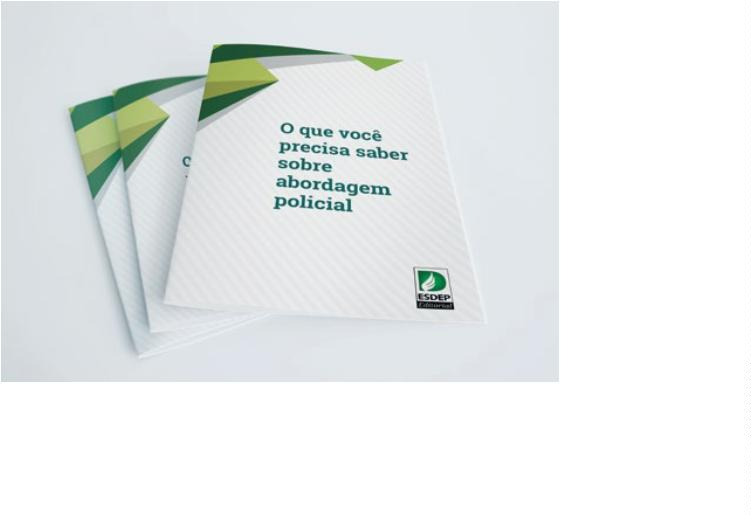 O que você
precisa saber
sobre
abordagem
policial
ESDEP
Editorial